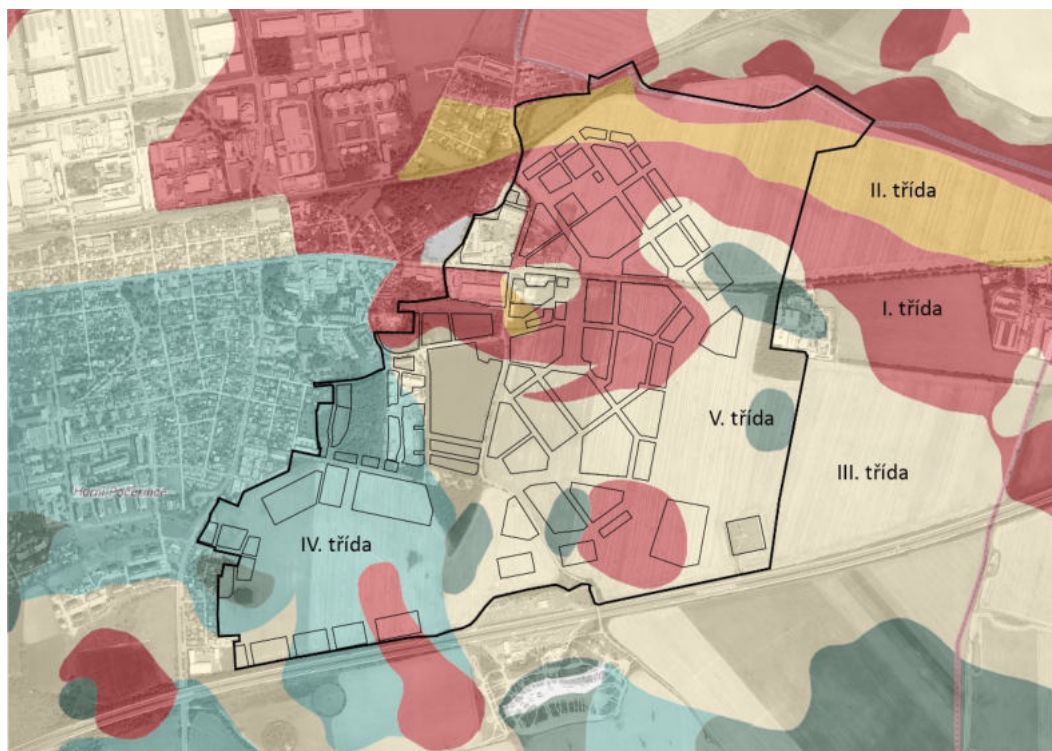 II. třída
I. třída
V. třída
III. třída
Horní Počernice
IV. třída